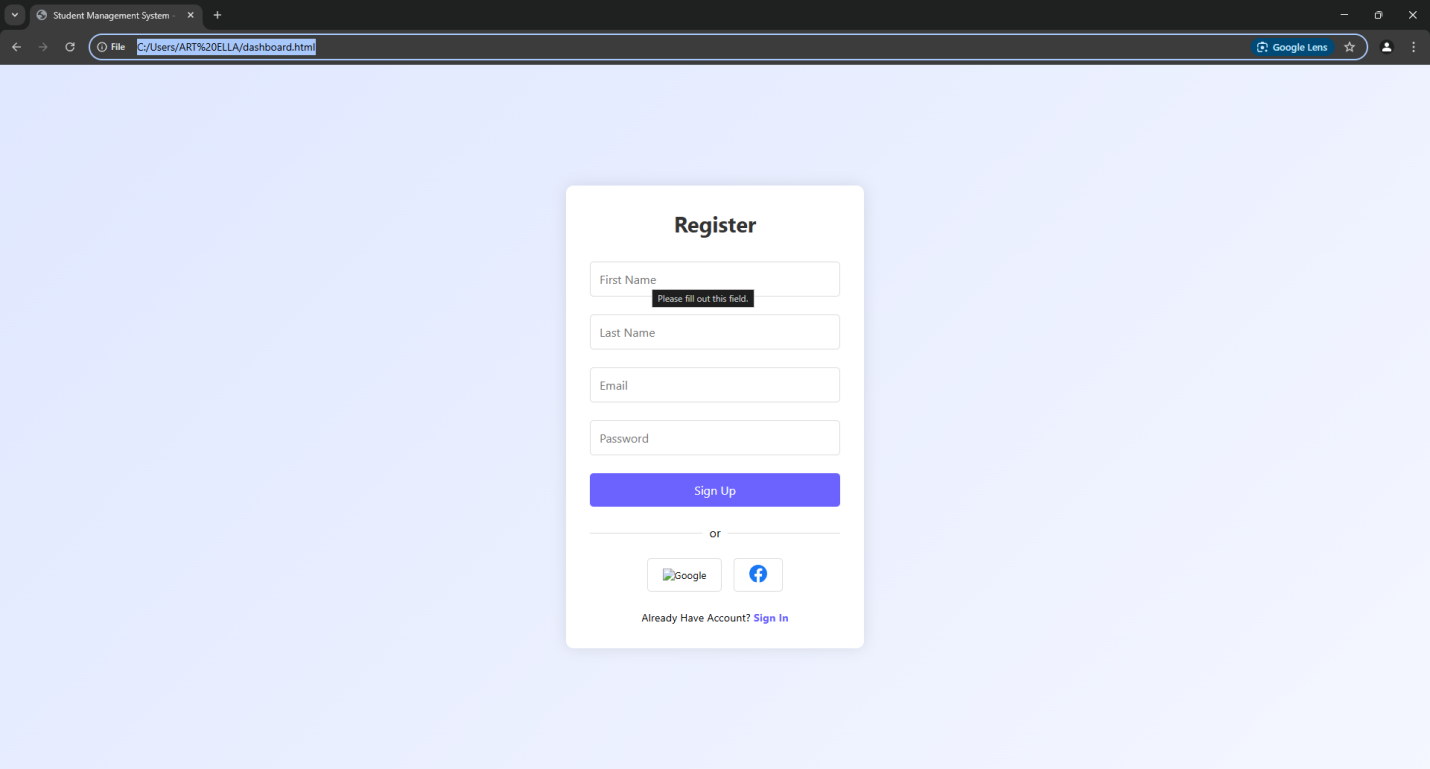 Student Management System -
File
C:/Users/ART%20ELLA/dashboard.html
Google Lens
Register
First Name
Please fill out this field.
Last Name
Email
Password
Sign Up
or
Google
Already Have Account? Sign In